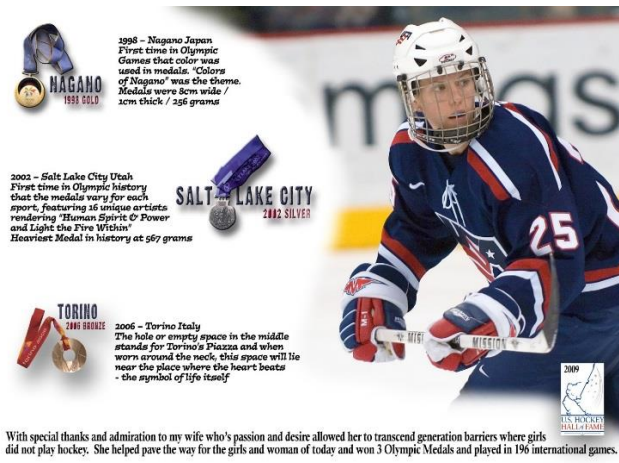 1998 – Nagano Japan
First time in Olympic
Games that color was
used in medals. "Colors
of Nagano" was the theme.
Medals were 8cm wide /
1cm thick / 256 grams
NAGANO
1998 GOLD
2002 – Salt Lake City Utah
First time in Olympic history
that the medals vary for each
sport, featuring 16 unique artists
rendering "Human Spirit & Power
and Light the Fire Within"
Heaviest Medal in history at 567 grams
SALT LAKE CITY
2002 SILVER
TORINO
2006 BRONZE
2006 – Torino Italy
The hole or empty space in the middle
stands for Torino's Piazza and when
worn around the neck, this space will lie
near the place where the heart beats
- the symbol of life itself
25
MISSION
M-1
2009
U.S. HOCKEY
HALL of FAME
With special thanks and admiration to my wife who's passion and desire allowed her to transcend generation barriers where girls
did not play hockey. She helped pave the way for the girls and woman of today and won 3 Olympic Medals and played in 196 international games.